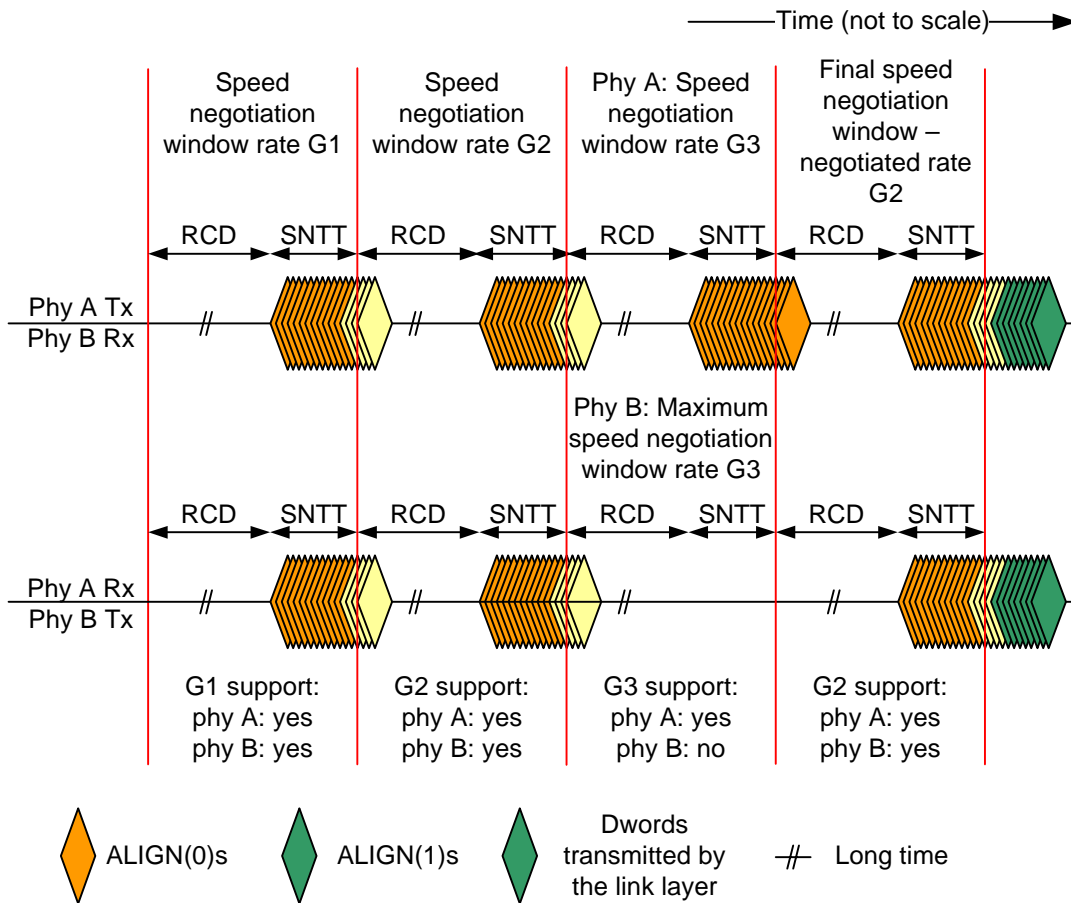 Time (not to scale)
Speed
negotiation
window rate G1
Speed
negotiation
window rate G2
Phy A: Speed
negotiation
window rate G3
Final speed
negotiation
window –
negotiated rate
G2
RCD SNTT RCD SNTT RCD SNTT RCD SNTT
Phy A Tx
Phy B Rx
Phy B: Maximum
speed negotiation
window rate G3
RCD SNTT RCD SNTT RCD SNTT RCD SNTT
Phy A Rx
Phy B Tx
G1 support:
phy A: yes
phy B: yes
G2 support:
phy A: yes
phy B: yes
G3 support:
phy A: yes
phy B: no
G2 support:
phy A: yes
phy B: yes
ALIGN(0)s
ALIGN(1)s
Dwords
transmitted by
the link layer
Long time